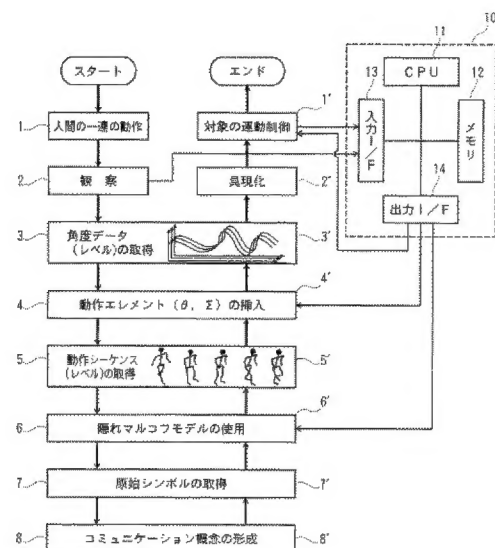 10
11
CPU
12
メモリ
13
入力I/F
14
出力I/F
スタート
エンド
1
人間の一連の動作
対象の運動制御
1'
2
観察
具現化
2'
3
角度データ
(レベル)の取得
3'
4'
4
動作エレメント(θ, Σ)の挿入
5
動作シーケンス
(レベル)の取得
5'
6'
6
隠れマルコフモデルの使用
7
原始シンボルの取得
7'
8
コミュニケーション概念の形成
8'